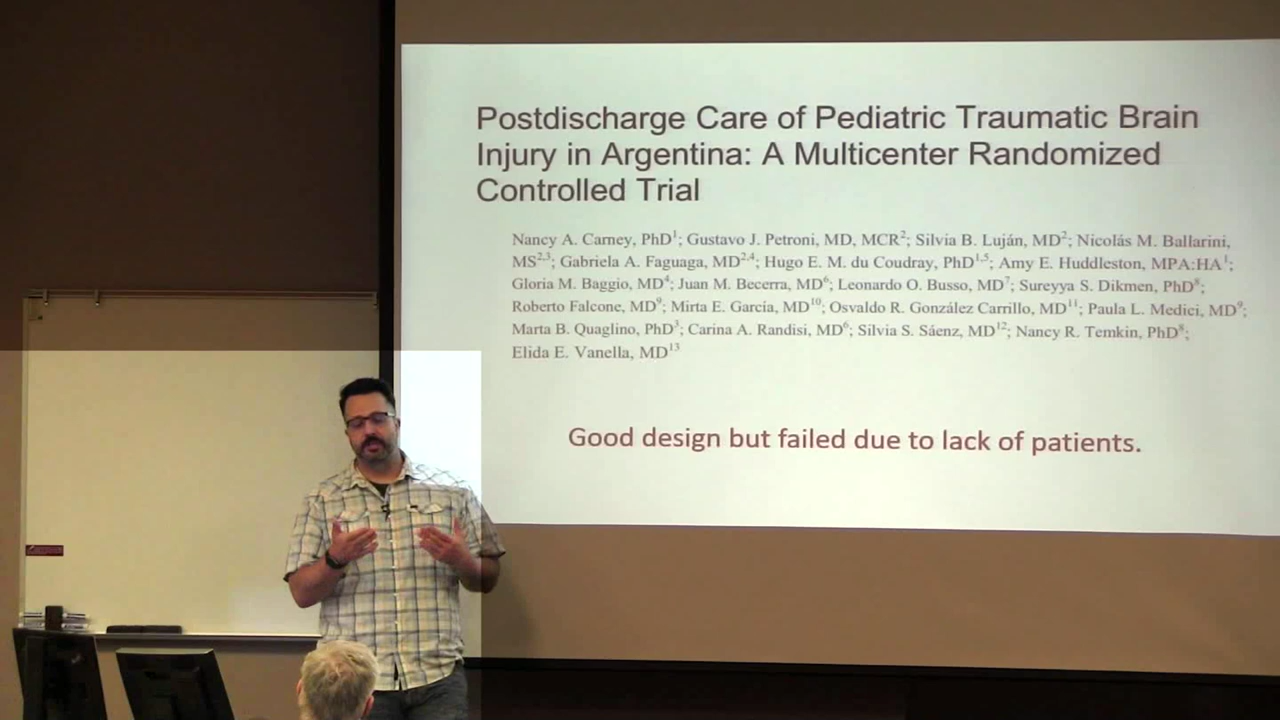 Postdischarge Care of Pediatric Traumatic Brain
Injury in Argentina: A Multicenter Randomized
Controlled Trial
Nancy A. Carney, PhD1; Gustavo J. Petroni, MD, MCR2; Silvia B. Luján, MD2; Nicolás M. Ballarini,
MS2,3; Gabriela A. Faguaga, MD2,4; Hugo E. M. du Coudray, PhD1,5; Amy E. Huddleston, MPA:HA1;
Gloria M. Baggio, MD4; Juan M. Becerra, MD6; Leonardo O. Busso, MD7; Sureyya S. Dikmen, PhD8;
Roberto Falcone, MD9; Mirta E. Garcia, MD10; Osvaldo R. González Carrillo, MD11; Paula L. Medici, MD9;
Marta B. Quaglino, PhD3; Carina A. Randisi, MD6; Silvia S. Sáenz, MD12; Nancy R. Temkin, PhD8;
Elida E. Vanella, MD13
Good design but failed due to lack of patients.